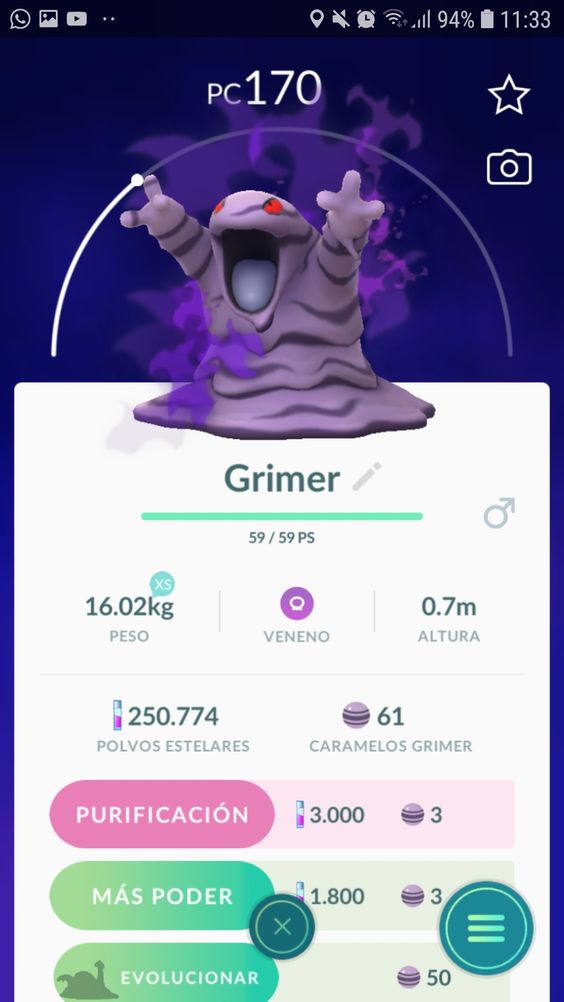 94% 11:33
PC170
Grimer
59 / 59 PS
XS
16.02kg
PESO
VENENO
0.7m
ALTURA
250.774
POLVOS ESTELARES
61
CARAMELOS GRIMER
PURIFICACIÓN 3.000 3
MÁS PODER 1.800 3
EVOLUCIONAR 50